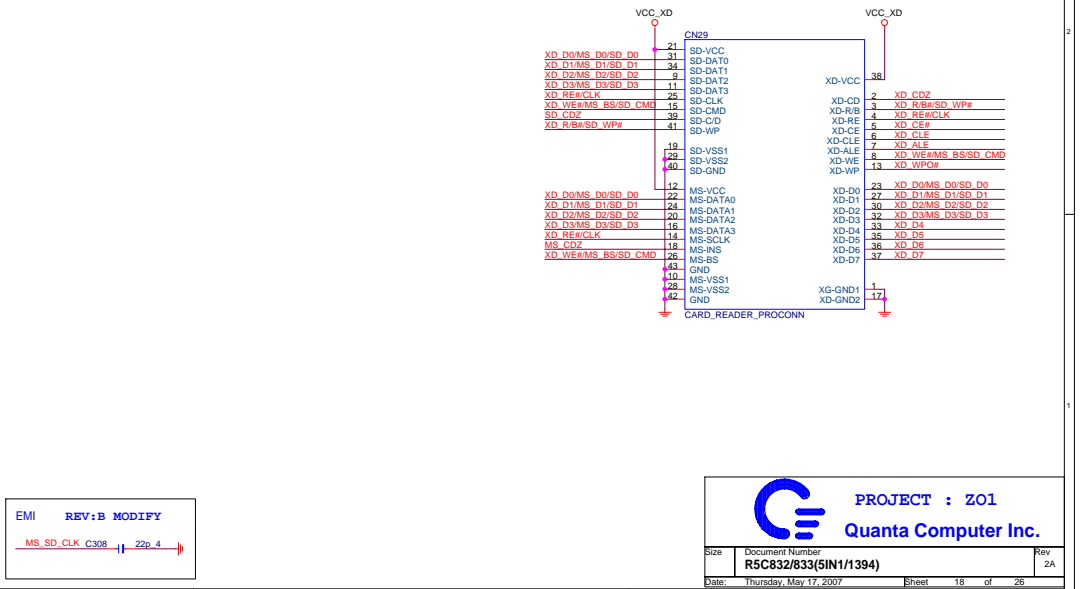 VCC_XD VCC_XD
2
CN29
21 SD-VCC
XD_D0/MS_D0/SD_D0 31 SD-DAT0
XD_D1/MS_D1/SD_D1 34 SD-DAT1
XD_D2/MS_D2/SD_D2 9 SD-DAT2
XD_D3/MS_D3/SD_D3 11 SD-DAT3
XD_RE#/CLK 25 SD-CLK
XD_WE#/MS_BS/SD_CMD 15 SD-CMD
SD_CDZ 39 SD-C/D
XD_R/B#/SD_WP# 41 SD-WP
19 SD-VSS1
29 SD-VSS2
40 SD-GND
12 MS-VCC
XD_D0/MS_D0/SD_D0 22 MS-DATA0
XD_D1/MS_D1/SD_D1 24 MS-DATA1
XD_D2/MS_D2/SD_D2 20 MS-DATA2
XD_D3/MS_D3/SD_D3 16 MS-DATA3
XD_RE#/CLK 14 MS-SCLK
MS_CDZ 18 MS-INS
XD_WE#/MS_BS/SD_CMD 26 MS-BS
43 GND
10 MS-VSS1
28 MS-VSS2
42 GND
XD-VCC 38
XD-CD 2 XD_CDZ
XD-R/B 3 XD_R/B#/SD_WP#
XD-RE 4 XD_RE#/CLK
XD-CE 5 XD_CE#
XD-CLE 6 XD_CLE
XD-ALE 7 XD_ALE
XD-WE 8 XD_WE#/MS_BS/SD_CMD
XD-WP 13 XD_WPO#
XD-D0 23 XD_D0/MS_D0/SD_D0
XD-D1 27 XD_D1/MS_D1/SD_D1
XD-D2 30 XD_D2/MS_D2/SD_D2
XD-D3 32 XD_D3/MS_D3/SD_D3
XD-D4 33 XD_D4
XD-D5 35 XD_D5
XD-D6 36 XD_D6
XD-D7 37 XD_D7
XG-GND1 1
XD-GND2 17
CARD_READER_PROCONN
1
EMI REV:B MODIFY
MS_SD_CLK C308 22p_4
PROJECT : ZO1
Quanta Computer Inc.
Size Document Number Rev
R5C832/833(5IN1/1394) 2A
Date: Thursday, May 17, 2007 Sheet 18 of 26